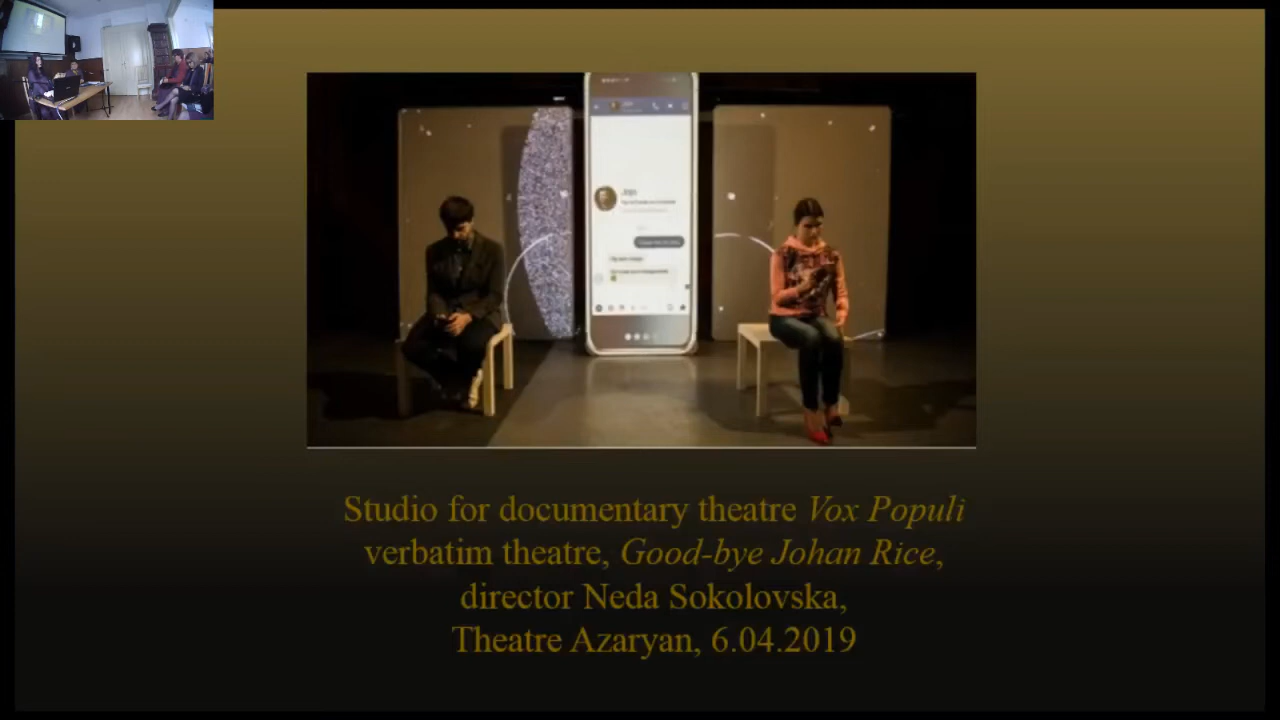 Studio for documentary theatre Vox Populi
verbatim theatre, Good-bye Johan Rice,
director Neda Sokolovska,
Theatre Azaryan, 6.04.2019